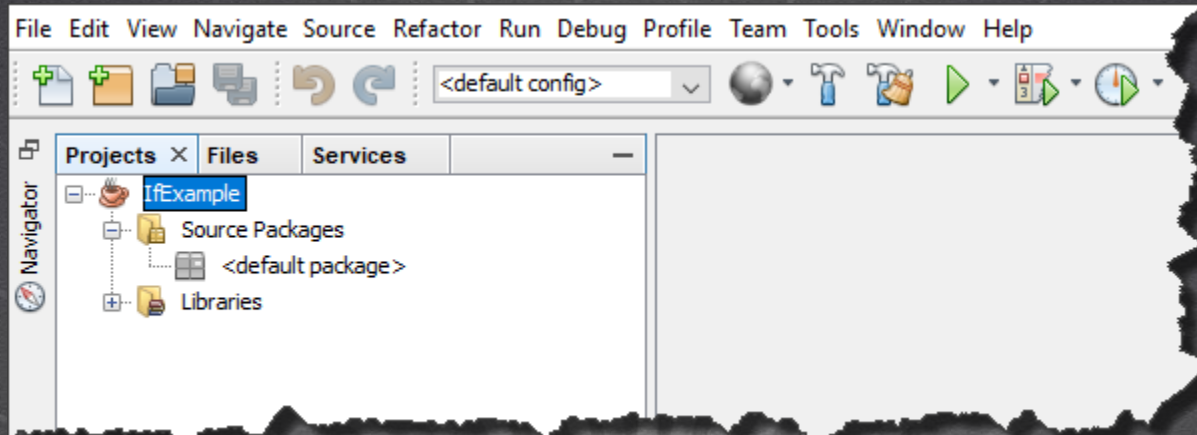 File Edit View Navigate Source Refactor Run Debug Profile Team Tools Window Help
<default config>
Projects Files Services
Navigator
IfExample
Source Packages
<default package>
Libraries